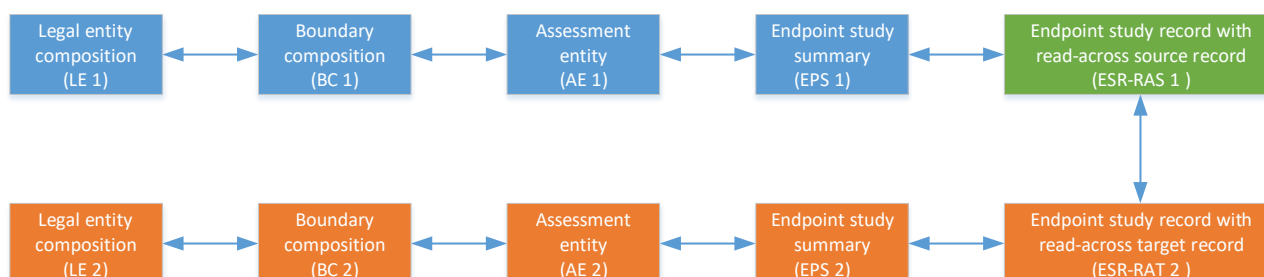 Legal entity
composition
(LE 1)
Boundary
composition
(BC 1)
Assessment
entity
(AE 1)
Endpoint study
summary
(EPS 1)
Endpoint study record with
read-across source record
(ESR-RAS 1 )
Legal entity
composition
(LE 2)
Boundary
composition
(BC 2)
Assessment
entity
(AE 2)
Endpoint study
summary
(EPS 2)
Endpoint study record with
read-across target record
(ESR-RAT 2 )